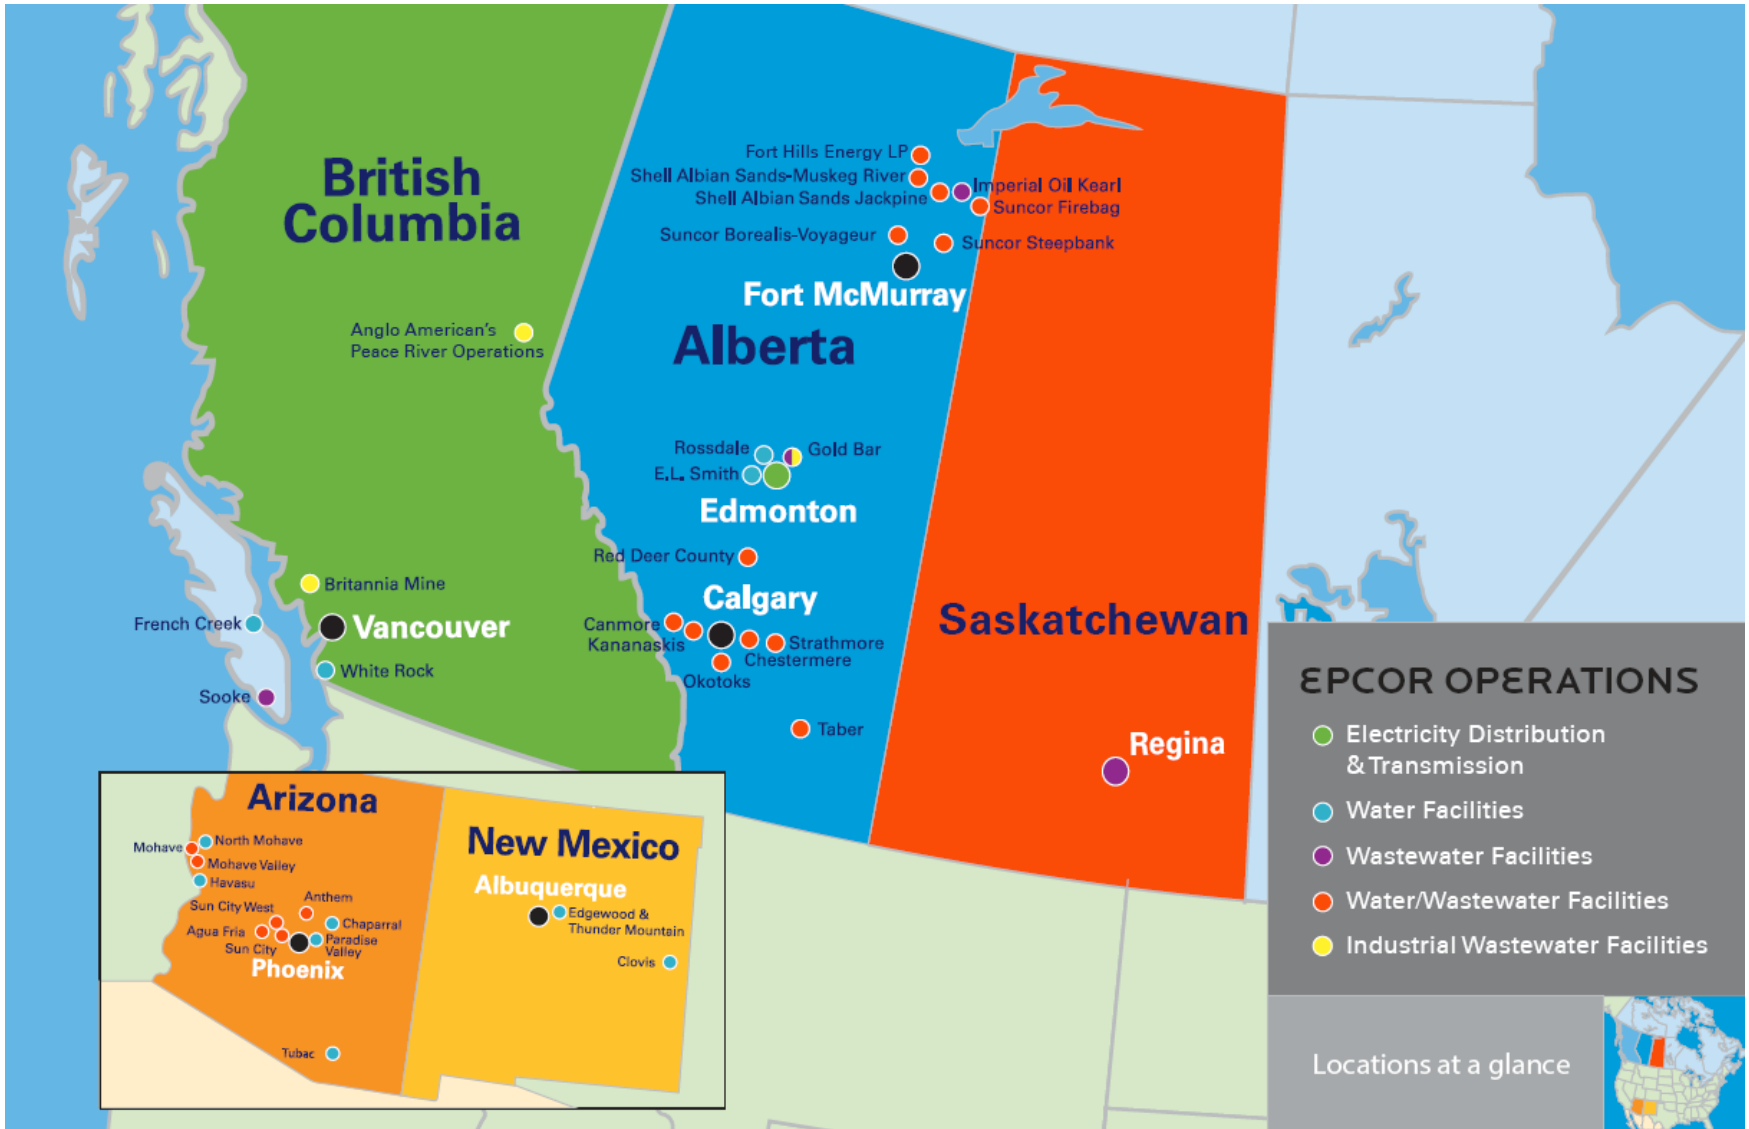 British
Columbia
Fort Hills Energy LP
Shell Albian Sands-Muskeg River
Shell Albian Sands Jackpine
Imperial Oil Kearl
Suncor Firebag
Suncor Borealis-Voyageur
Suncor Steepbank
Fort McMurray
Anglo American's
Peace River Operations
Alberta
Rossdale
Gold Bar
E.L. Smith
Edmonton
Red Deer County
Britannia Mine
Calgary
French Creek
Vancouver
Canmore
Kananaskis
Strathmore
Chestermere
Okotoks
Saskatchewan
White Rock
Sooke
Taber
Regina
EPCOR OPERATIONS
Electricity Distribution
& Transmission
Water Facilities
Wastewater Facilities
Water/Wastewater Facilities
Industrial Wastewater Facilities
Locations at a glance
Arizona
North Mohave
Mohave
Mohave Valley
Havasu
Anthem
Sun City West
Chaparral
Agua Fria
Paradise
Valley
Sun City
Phoenix
Tubac
New Mexico
Albuquerque
Edgewood &
Thunder Mountain
Clovis